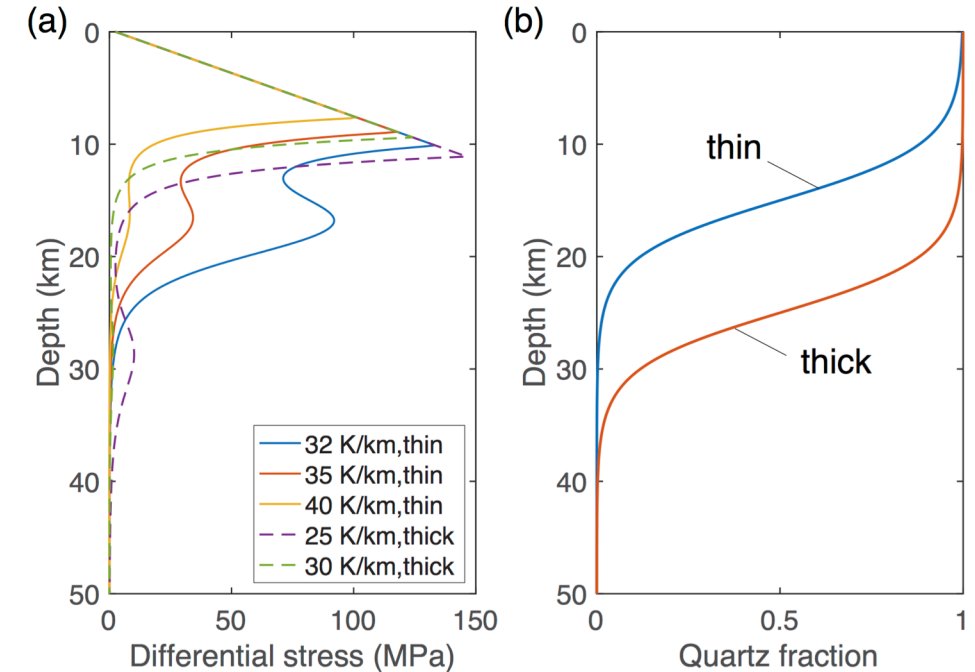 (a)
0
10
20
30
40
50
Depth (km)
0
50
100
150
Differential stress (MPa)
32 K/km,thin
35 K/km,thin
40 K/km,thin
25 K/km,thick
30 K/km,thick
(b)
0
10
20
30
40
50
Depth (km)
thin
thick
0
0.5
1
Quartz fraction